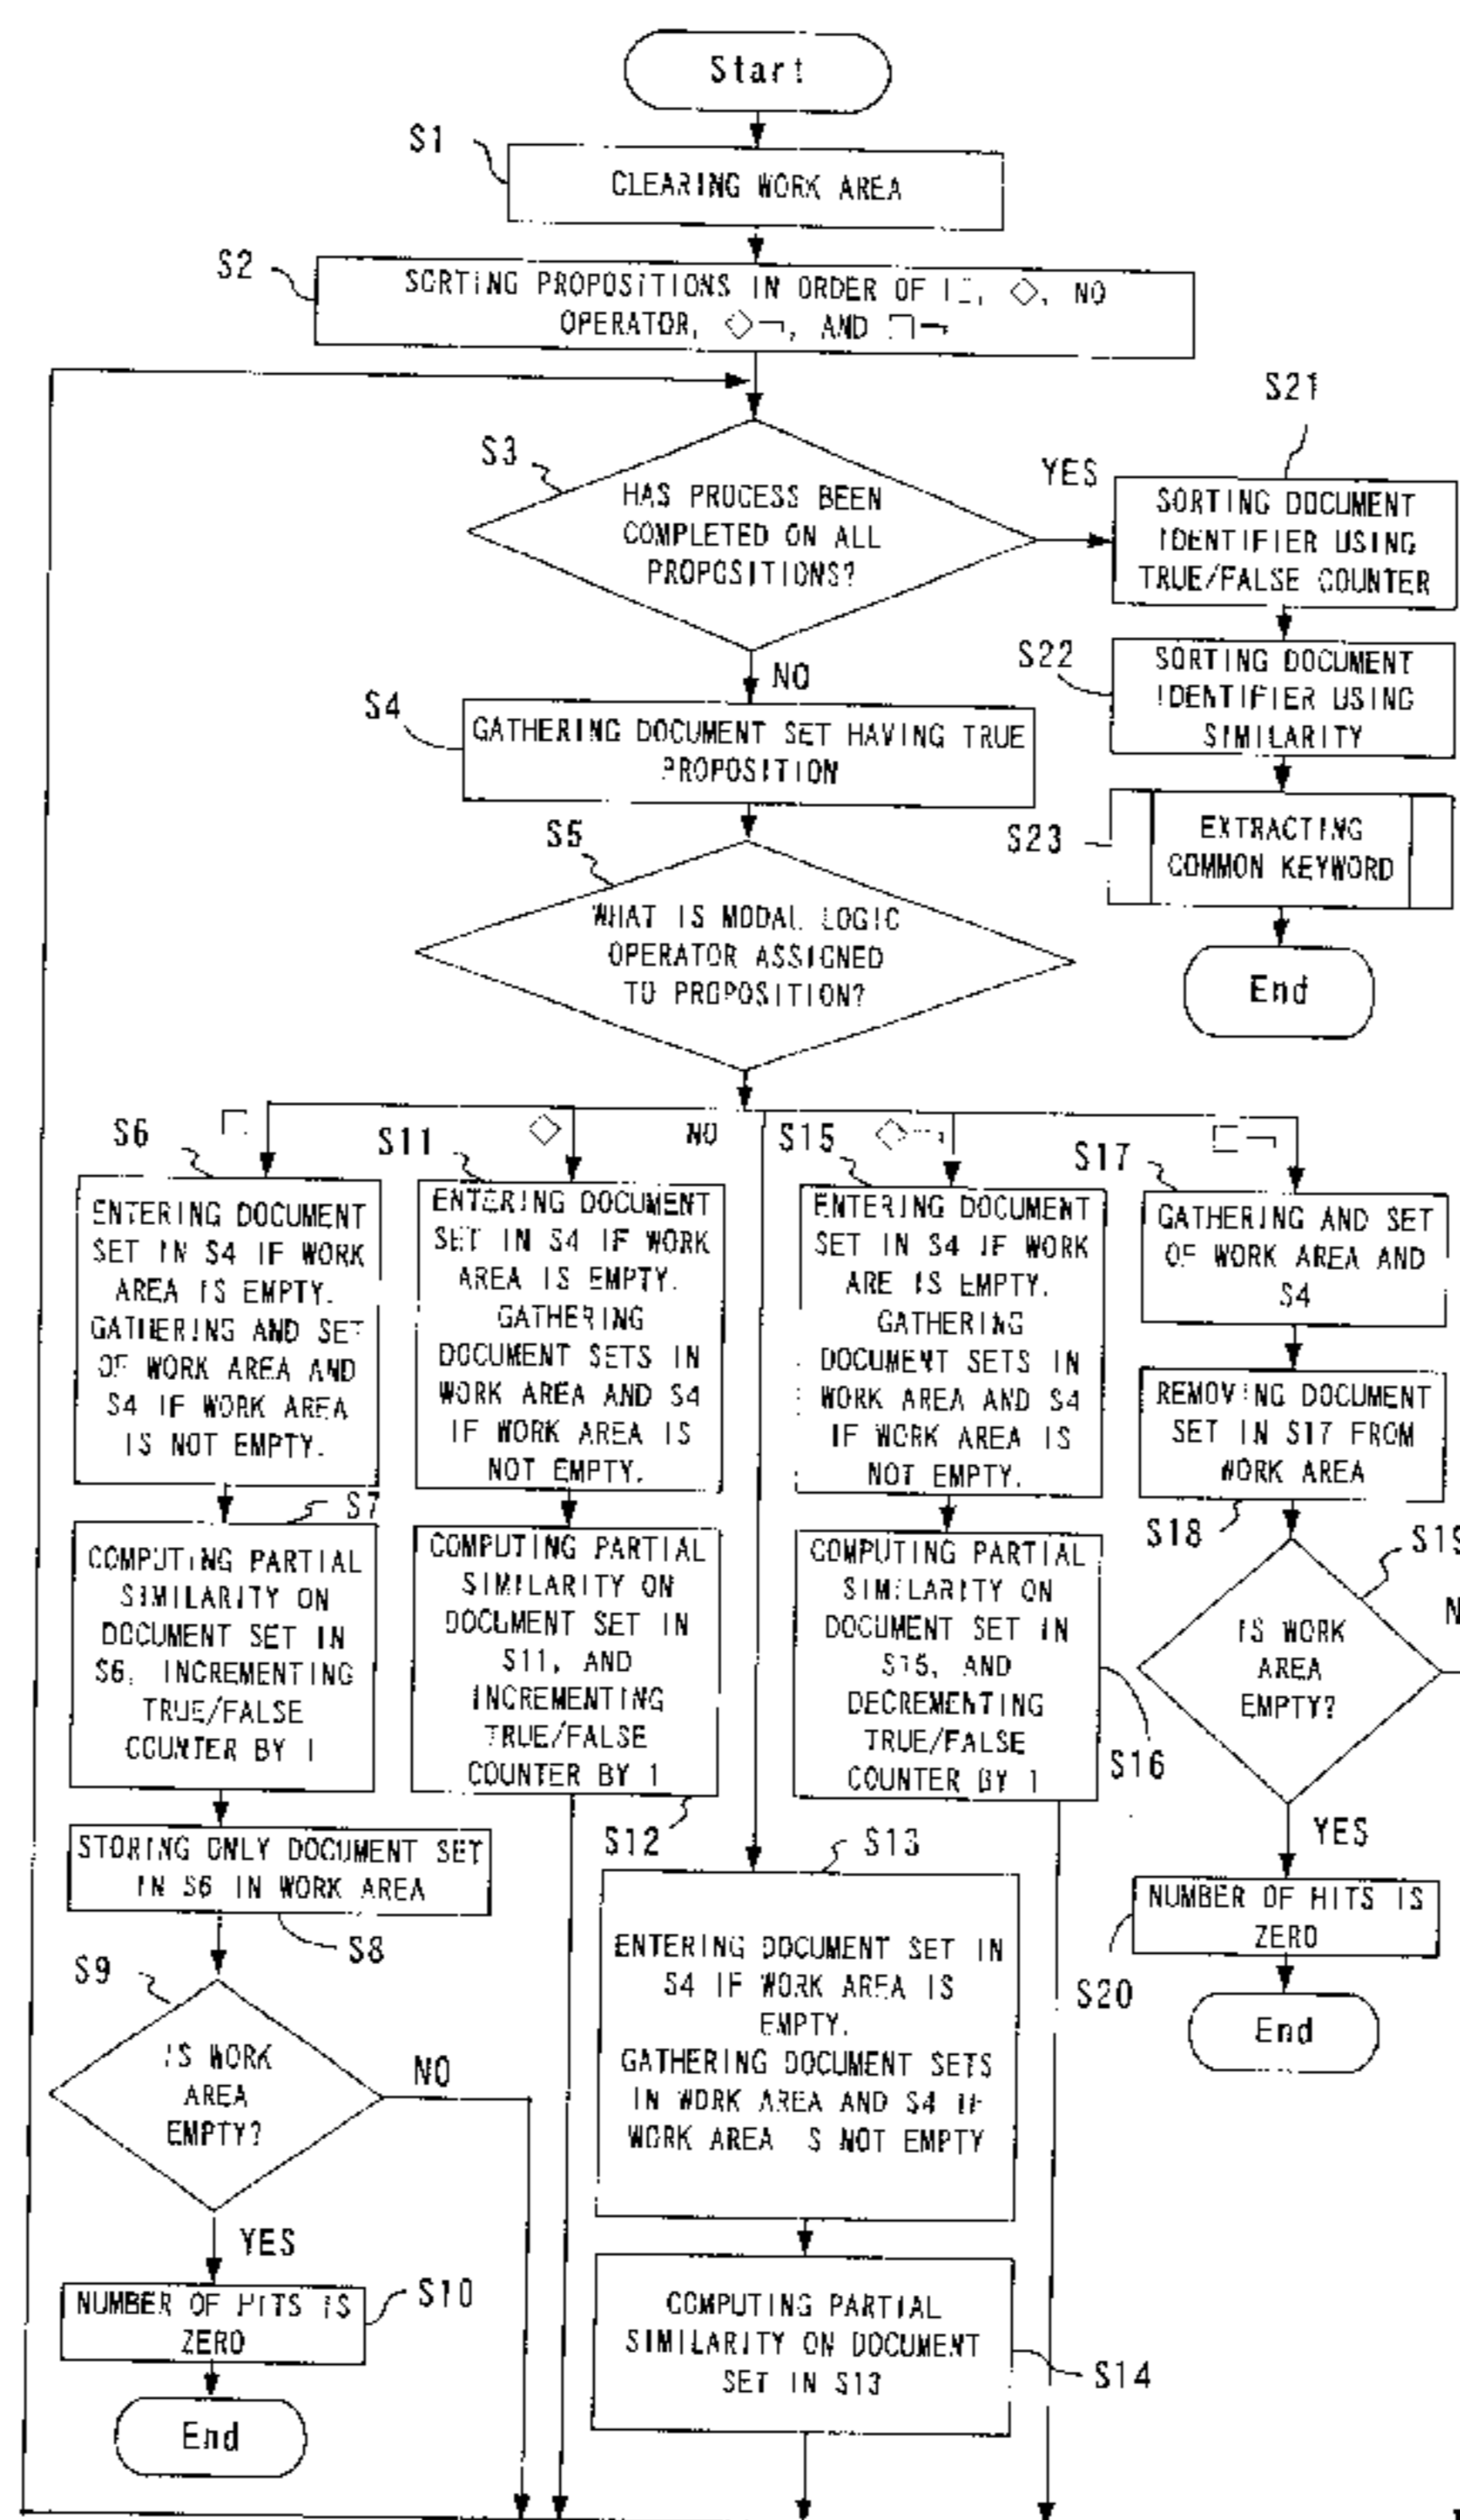 Start
S1
CLEARING WORK AREA
S2
SORTING PROPOSITIONS IN ORDER OF □, ◇, NO
OPERATOR, ◇¬, AND □¬
S3
HAS PROCESS BEEN
COMPLETED ON ALL
PROPOSITIONS?
YES
S21
SORTING DOCUMENT
IDENTIFIER USING
TRUE/FALSE COUNTER
S22
SORTING DOCUMENT
IDENTIFIER USING
SIMILARITY
S23
EXTRACTING
COMMON KEYWORD
End
NO
S4
GATHERING DOCUMENT SET HAVING TRUE
PROPOSITION
S5
WHAT IS MODAL LOGIC
OPERATOR ASSIGNED
TO PROPOSITION?
□
◇
NO
◇¬
□¬
S6
ENTERING DOCUMENT
SET IN S4 IF WORK
AREA IS EMPTY.
GATHERING AND SET
OF WORK AREA AND
S4 IF WORK AREA
IS NOT EMPTY.
S7
COMPUTING PARTIAL
SIMILARITY ON
DOCUMENT SET IN
S6, INCREMENTING
TRUE/FALSE
COUNTER BY 1
STORING ONLY DOCUMENT SET
IN S6 IN WORK AREA
S8
S9
IS WORK
AREA
EMPTY?
NO
YES
NUMBER OF HITS IS
ZERO
S10
End
S11
ENTERING DOCUMENT
SET IN S4 IF WORK
AREA IS EMPTY.
GATHERING
DOCUMENT SETS IN
WORK AREA AND S4
IF WORK AREA IS
NOT EMPTY.
COMPUTING PARTIAL
SIMILARITY ON
DOCUMENT SET IN
S11, AND
INCREMENTING
TRUE/FALSE
COUNTER BY 1
S12
S13
ENTERING DOCUMENT SET IN
S4 IF WORK AREA IS
EMPTY.
GATHERING DOCUMENT SETS
IN WORK AREA AND S4 IF
WORK AREA IS NOT EMPTY
COMPUTING PARTIAL
SIMILARITY ON DOCUMENT
SET IN S13
S14
S15
ENTERING DOCUMENT
SET IN S4 IF WORK
ARE IS EMPTY.
GATHERING
DOCUMENT SETS IN
WORK AREA AND S4
IF WORK AREA IS
NOT EMPTY.
COMPUTING PARTIAL
SIMILARITY ON
DOCUMENT SET IN
S15, AND
DECREMENTING
TRUE/FALSE
COUNTER BY 1
S16
S17
GATHERING AND SET
OF WORK AREA AND
S4
REMOVING DOCUMENT
SET IN S17 FROM
WORK AREA
S18
S19
IS WORK
AREA
EMPTY?
YES
NUMBER OF HITS IS
ZERO
S20
End